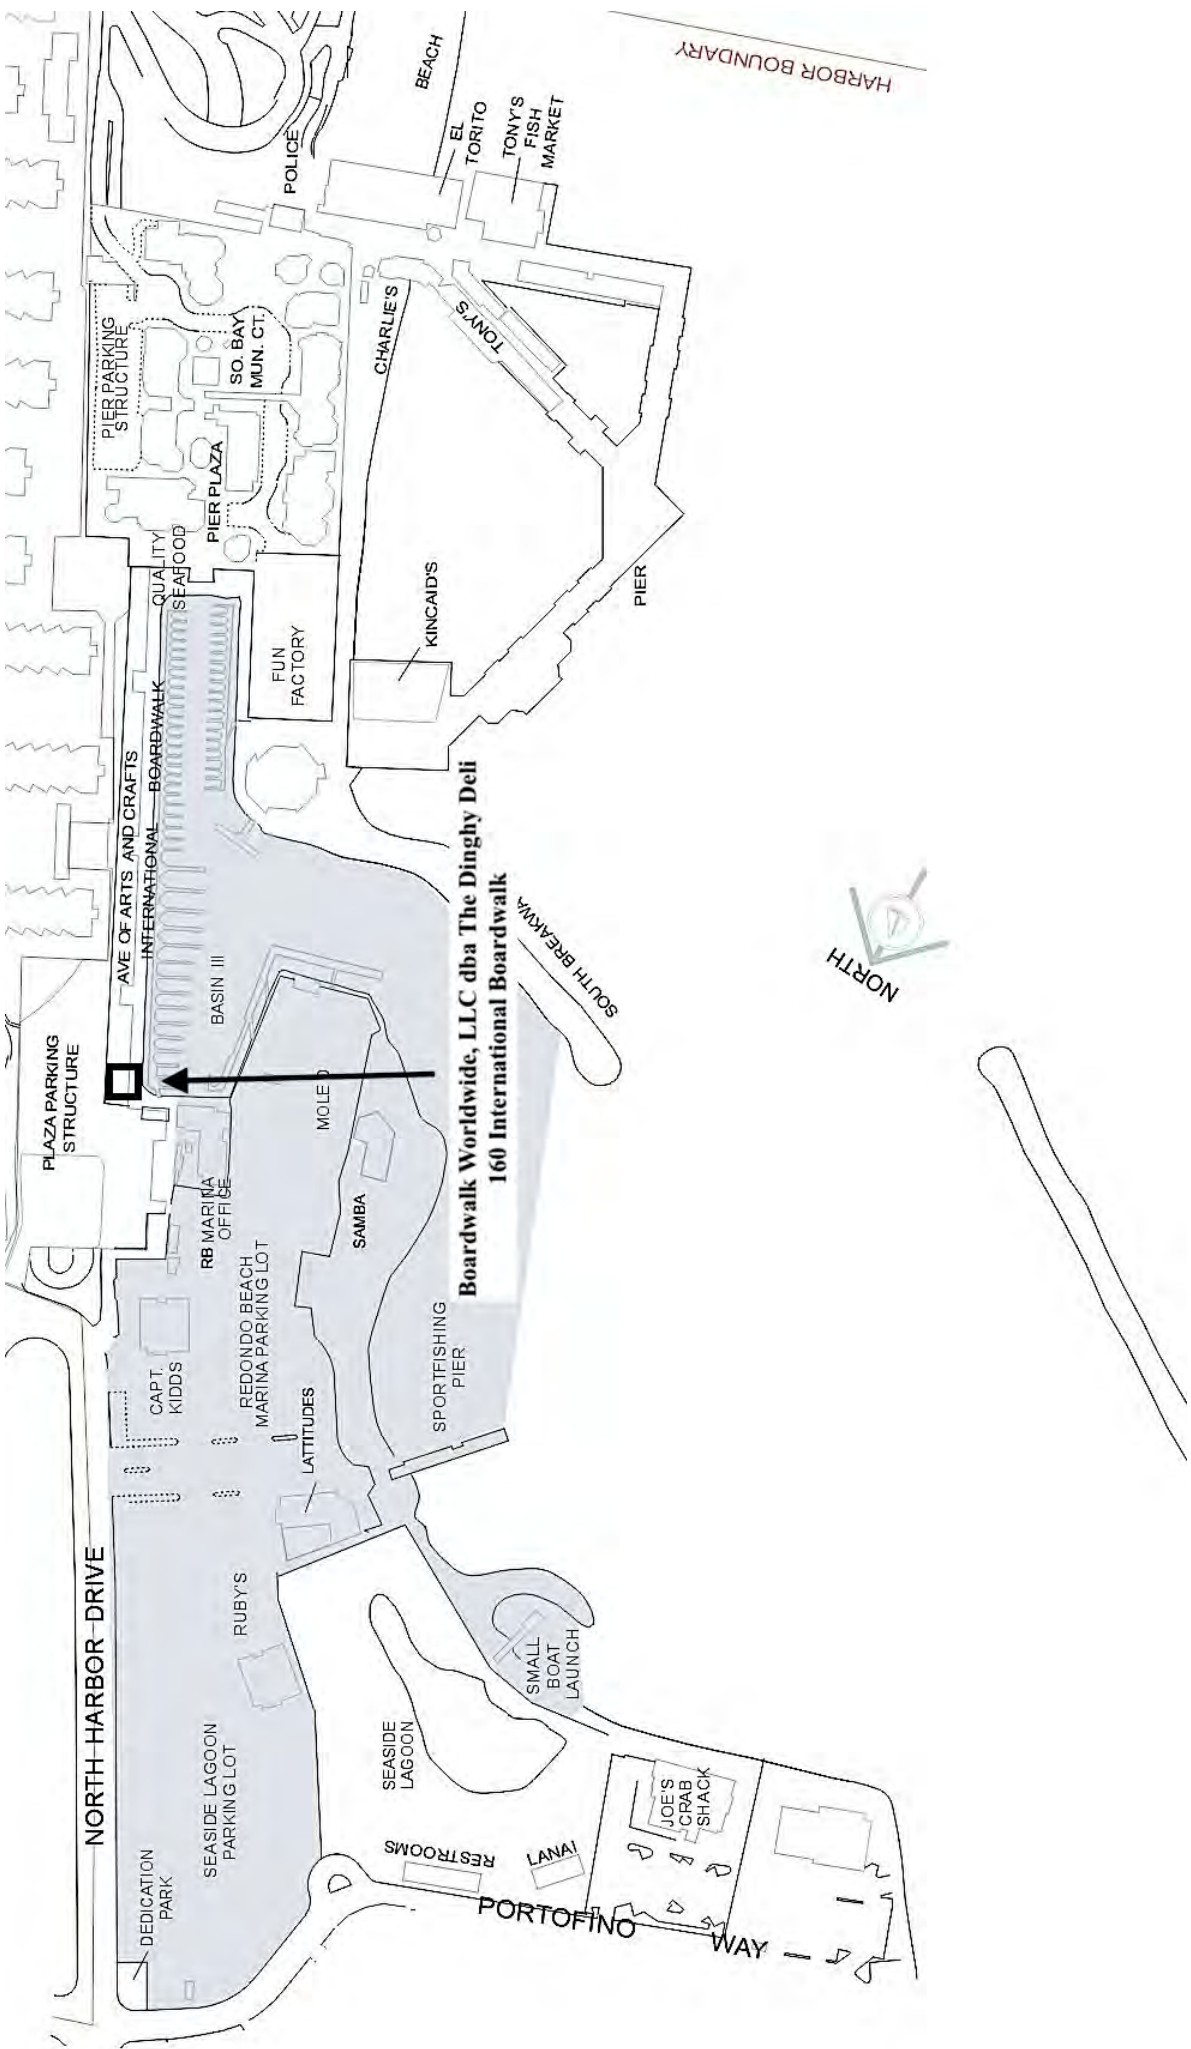 HARBOR BOUNDARY
BEACH
EL
TORITO
TONY'S
FISH
MARKET
POLICE
PIER PARKING
STRUCTURE
SO. BAY
MUN. CT.
CHARLIE'S
TONY'S
PIER PLAZA
QUALITY
SEAFOOD
PIER
KINCAID'S
FUN
FACTORY
AVE OF ARTS AND CRAFTS
INTERNATIONAL BOARDWALK
BASIN III
Boardwalk Worldwide, LLC dba The Dinghy Deli
160 International Boardwalk
SOUTH BREAKWA
NORTH
PLAZA PARKING
STRUCTURE
MOLE D
SAMBA
RB MARINA
OFFICE
REDONDO BEACH
MARINA PARKING LOT
CAPT.
KIDDS
SPORTFISHING
PIER
LATTITUDES
NORTH HARBOR DRIVE
RUBY'S
SMALL
BOAT
LAUNCH
SEASIDE LAGOON
PARKING LOT
SEASIDE
LAGOON
JOE'S
CRAB
SHACK
RESTROOMS
LANAI
DEDICATION
PARK
PORTOFINO WAY